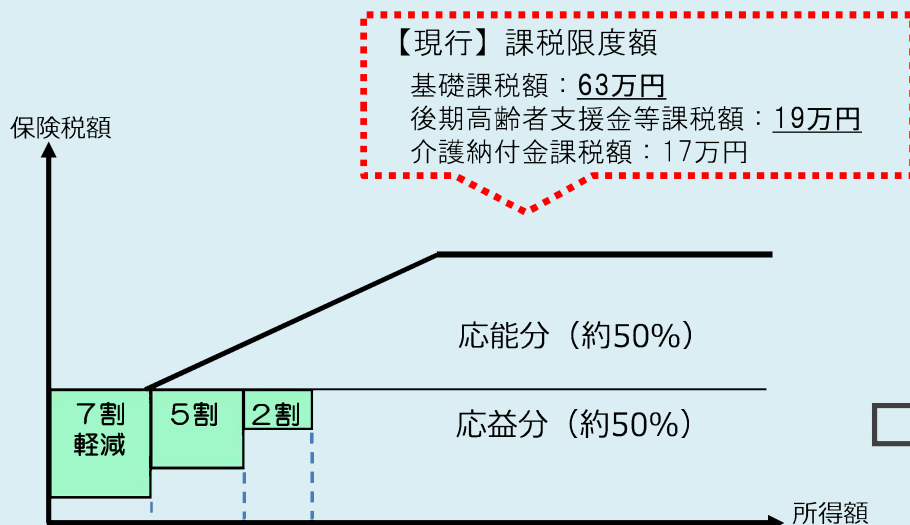 【現行】課税限度額
基礎課税額：63万円
後期高齢者支援金等課税額：19万円
介護納付金課税額：17万円
保険税額
応能分（約50%）
7割
軽減
5割
2割
応益分（約50%）
所得額